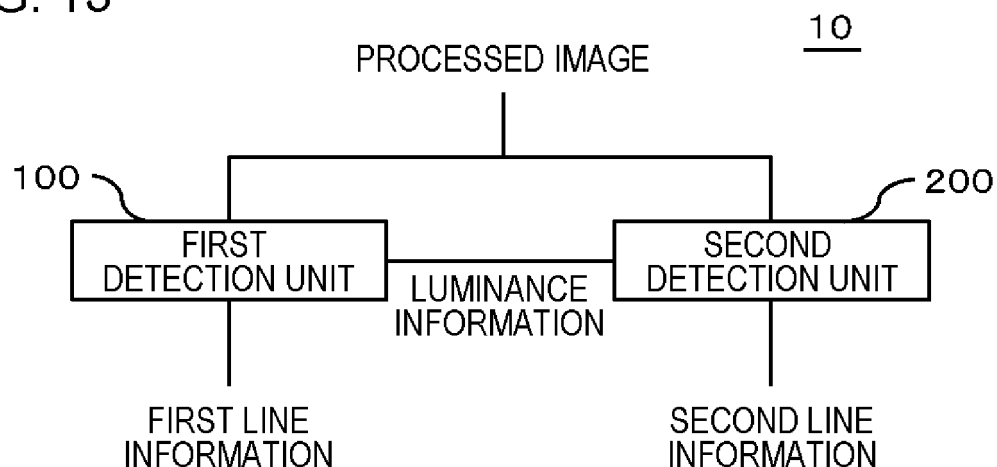 10
PROCESSED IMAGE
100
200
FIRST
DETECTION UNIT
SECOND
DETECTION UNIT
LUMINANCE
INFORMATION
FIRST LINE
INFORMATION
SECOND LINE
INFORMATION